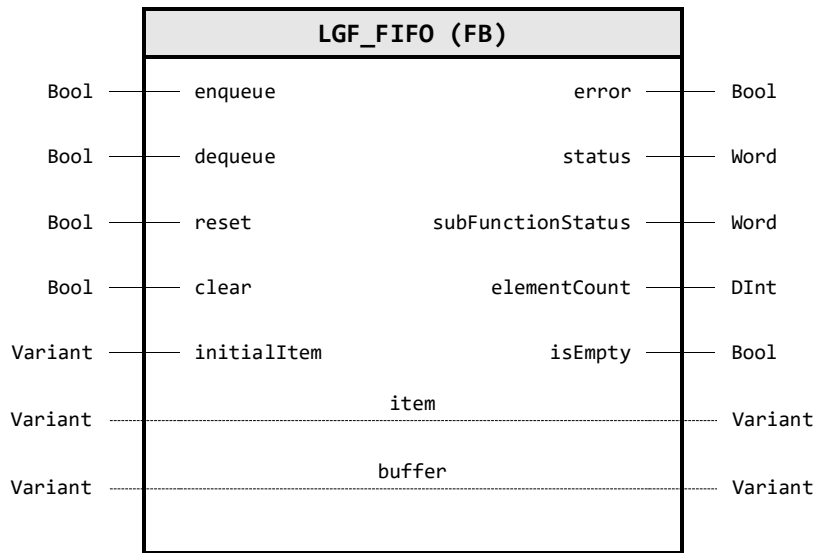 LGF_FIFO (FB)
Bool enqueue error Bool
Bool dequeue status Word
Bool reset subFunctionStatus Word
Bool clear elementCount DInt
Variant initialItem isEmpty Bool
item
Variant Variant
buffer
Variant Variant